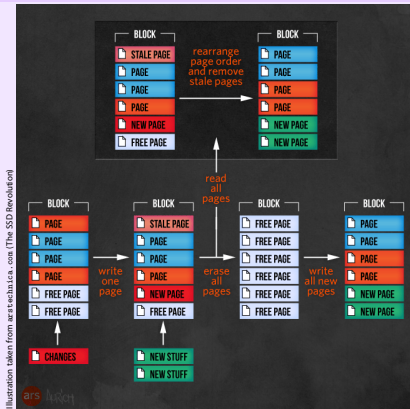 BLOCK
STALE PAGE
PAGE
PAGE
PAGE
NEW PAGE
FREE PAGE
rearrange
page order
and remove
stale pages
BLOCK
PAGE
PAGE
PAGE
PAGE
NEW PAGE
NEW PAGE
read
all
pages
BLOCK
PAGE
PAGE
PAGE
PAGE
FREE PAGE
FREE PAGE
CHANGES
write
one
page
BLOCK
STALE PAGE
PAGE
PAGE
PAGE
NEW PAGE
FREE PAGE
NEW STUFF
NEW STUFF
erase
all
pages
BLOCK
FREE PAGE
FREE PAGE
FREE PAGE
FREE PAGE
FREE PAGE
FREE PAGE
write
all new
pages
BLOCK
PAGE
PAGE
PAGE
PAGE
NEW PAGE
NEW PAGE
Illustration taken from arstechnica.com (The SSD Revolution)
ars